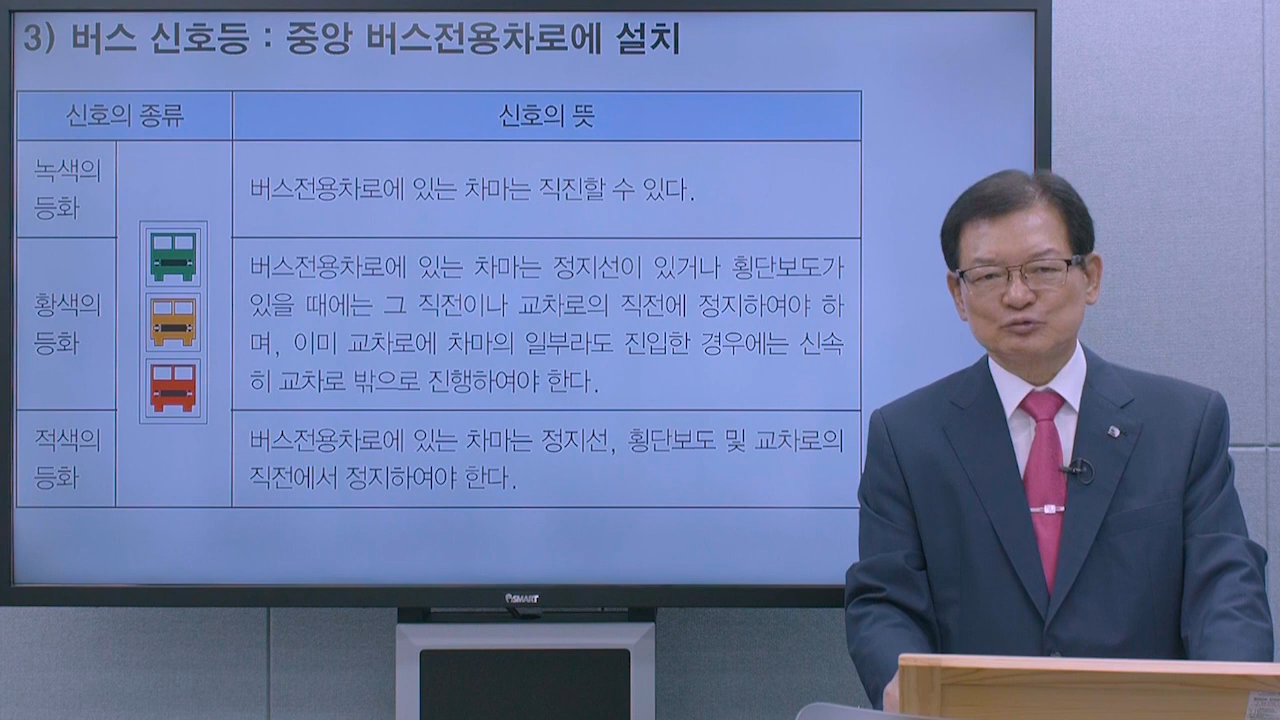 3) 버스 신호등 : 중앙 버스전용차로에 설치
신호의 종류
신호의 뜻
녹색의
등화
버스전용차로에 있는 차마는 직진할 수 있다.
황색의
등화
버스전용차로에 있는 차마는 정지선이 있거나 횡단보도가
있을 때에는 그 직전이나 교차로의 직전에 정지하여야 하
며, 이미 교차로에 차마의 일부라도 진입한 경우에는 신속
히 교차로 밖으로 진행하여야 한다.
적색의
등화
버스전용차로에 있는 차마는 정지선, 횡단보도 및 교차로의
직전에서 정지하여야 한다.